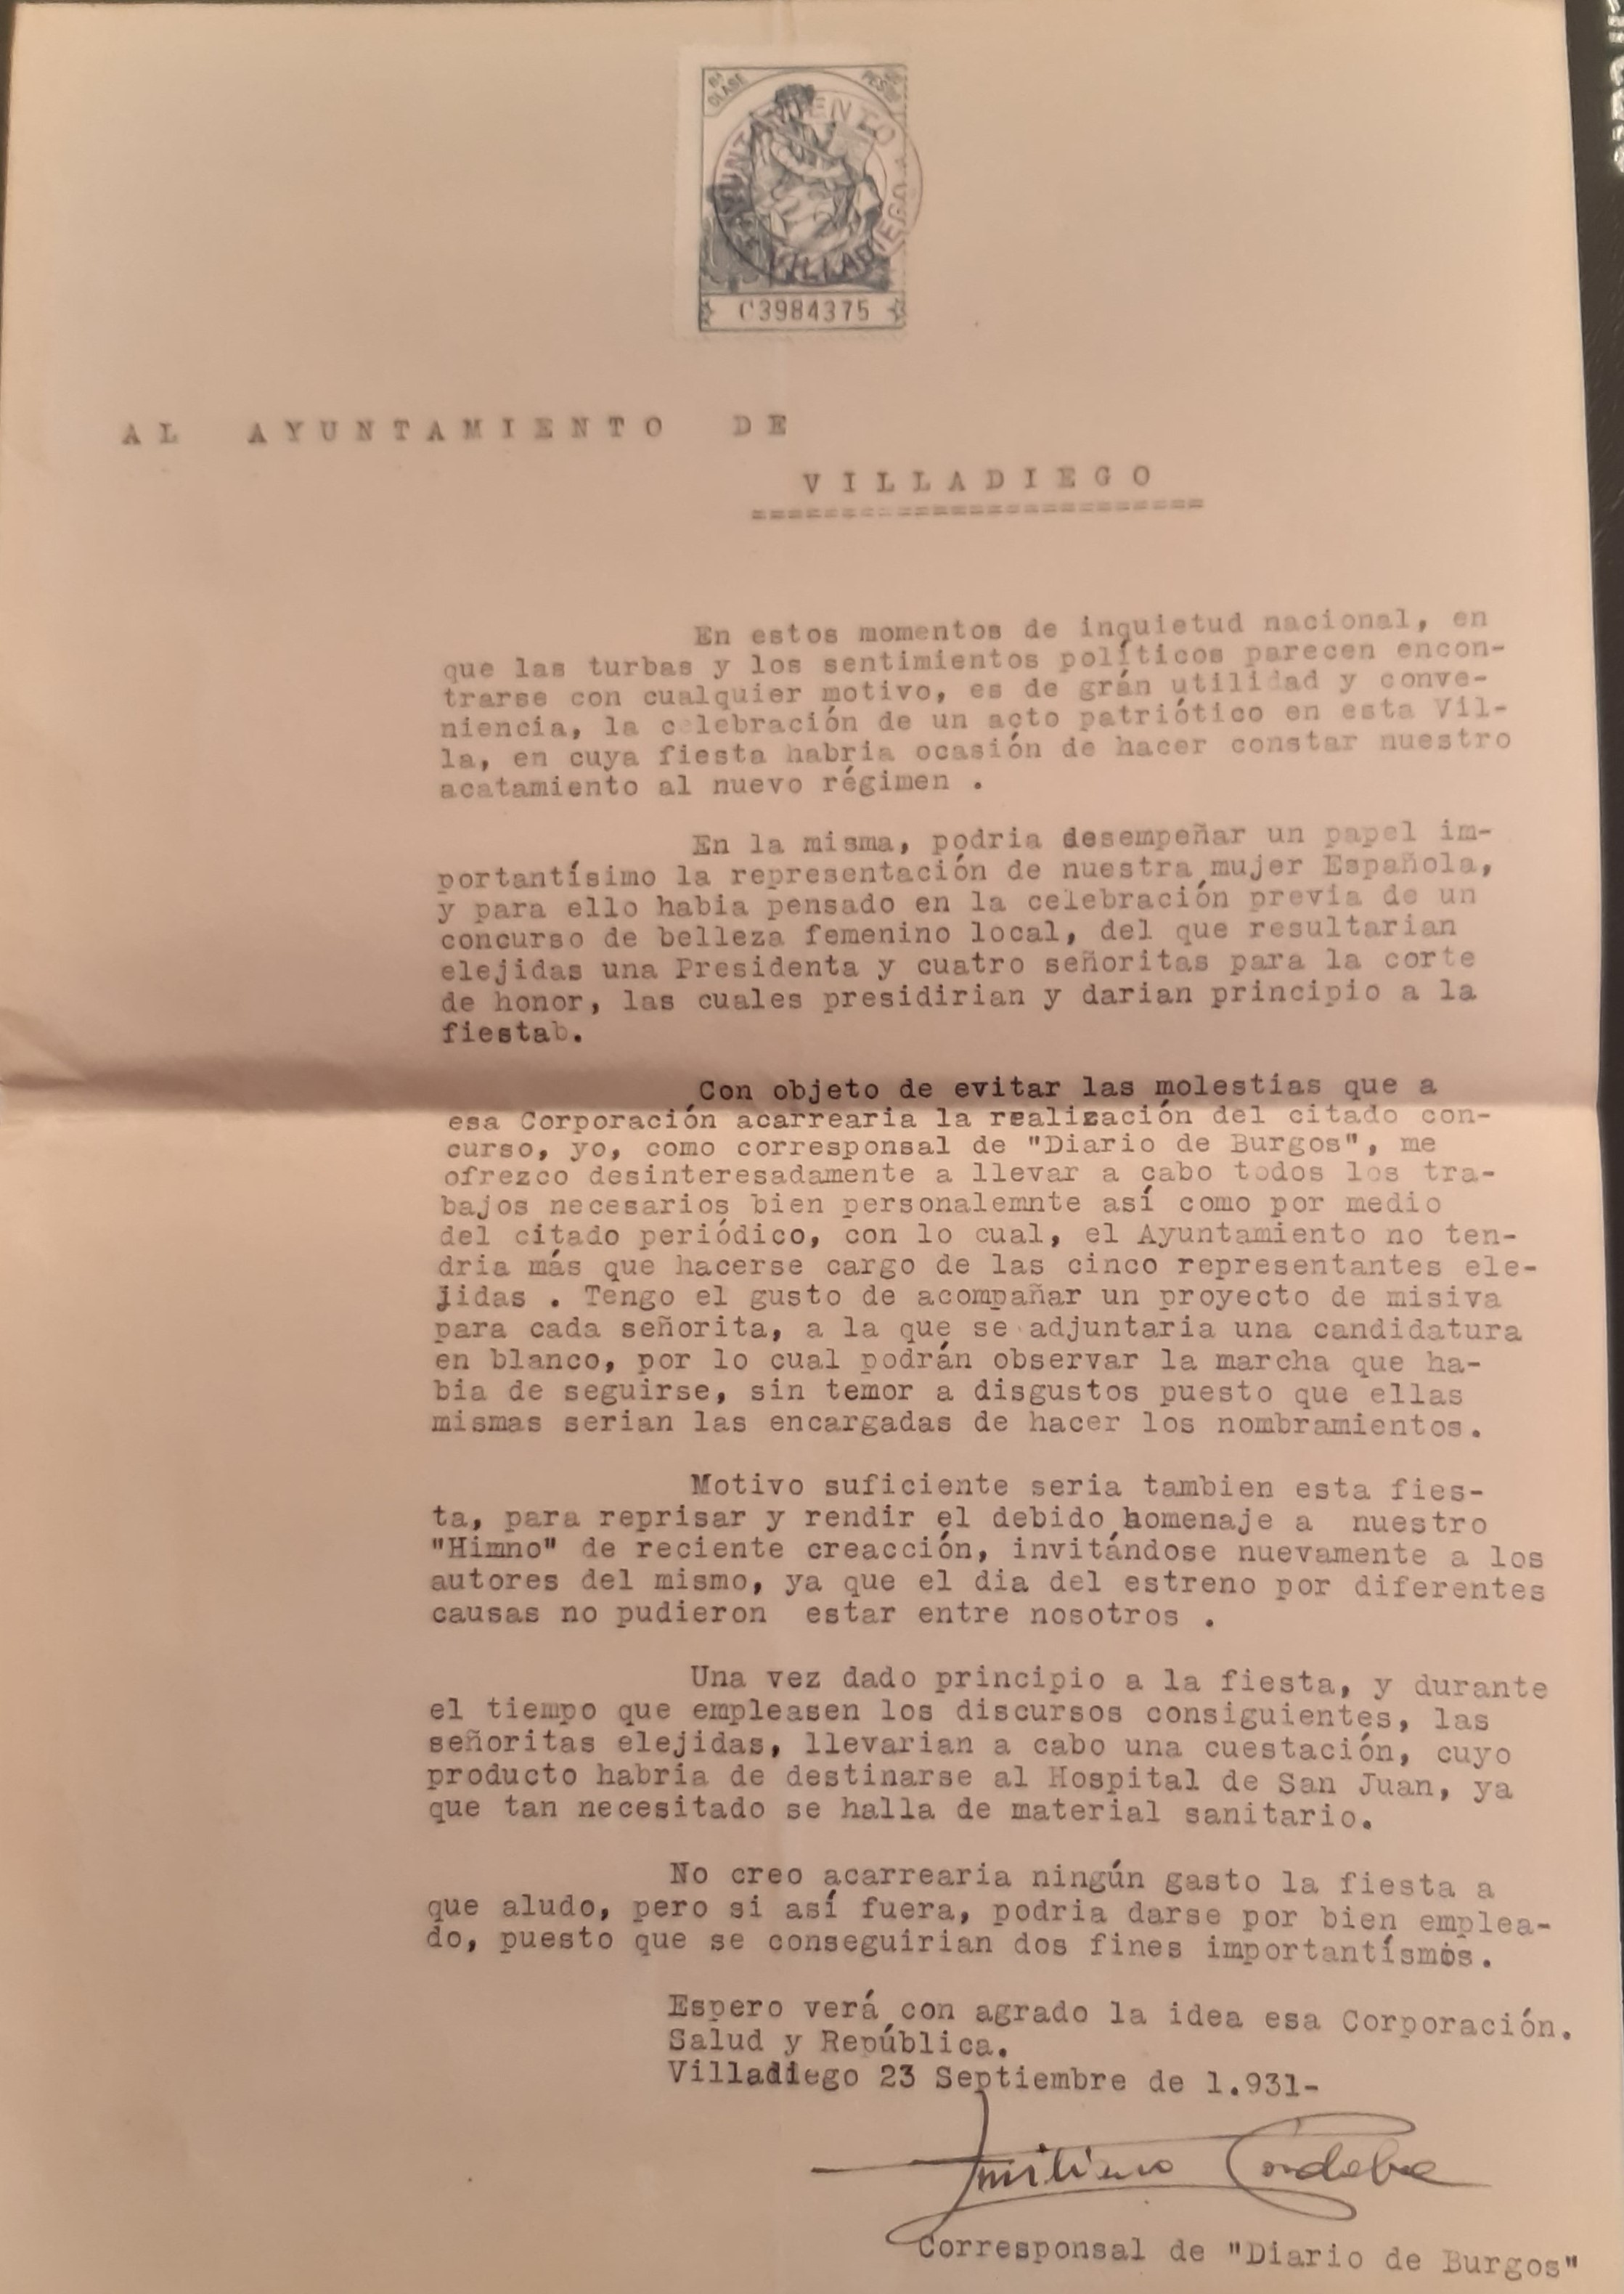 6ª CLASE
AYUNTAMIENTO
VILLADIEGO
C3984375
AL AYUNTAMIENTO DE
VILLADIEGO
=========================
En estos momentos de inquietud nacional, en
que las turbas y los sentimientos políticos parecen encon-
trarse con cualquier motivo, es de grán utilidad y conve-
niencia, la celebración de un acto patriótico en esta Vil-
la, en cuya fiesta habria ocasión de hacer constar nuestro
acatamiento al nuevo régimen .
En la misma, podria desempeñar un papel im-
portantísimo la representación de nuestra mujer Española,
y para ello habia pensado en la celebración previa de un
concurso de belleza femenino local, del que resultarian
elejidas una Presidenta y cuatro señoritas para la corte
de honor, las cuales presidirian y darian principio a la
fiestab.
Con objeto de evitar las molestias que a
esa Corporación acarrearia la realización del citado con-
curso, yo, como corresponsal de "Diario de Burgos", me
ofrezco desinteresadamente a llevar a cabo todos los tra-
bajos necesarios bien personalemnte así como por medio
del citado periódico, con lo cual, el Ayuntamiento no ten-
dria más que hacerse cargo de las cinco representantes ele-
jidas . Tengo el gusto de acompañar un proyecto de misiva
para cada señorita, a la que se adjuntaria una candidatura
en blanco, por lo cual podrán observar la marcha que ha-
bia de seguirse, sin temor a disgustos puesto que ellas
mismas serian las encargadas de hacer los nombramientos.
Motivo suficiente seria tambien esta fies-
ta, para reprisar y rendir el debido homenaje a nuestro
"Himno" de reciente creacción, invitándose nuevamente a los
autores del mismo, ya que el dia del estreno por diferentes
causas no pudieron estar entre nosotros .
Una vez dado principio a la fiesta, y durante
el tiempo que empleasen los discursos consiguientes, las
señoritas elejidas, llevarian a cabo una cuestación, cuyo
producto habria de destinarse al Hospital de San Juan, ya
que tan necesitado se halla de material sanitario.
No creo acarrearia ningún gasto la fiesta a
que aludo, pero si así fuera, podria darse por bien emplea-
do, puesto que se conseguirian dos fines importantísmos.
Espero verá con agrado la idea esa Corporación.
Salud y República.
Villadiego 23 Septiembre de 1.931-
Emiliano Córdoba
Corresponsal de "Diario de Burgos"